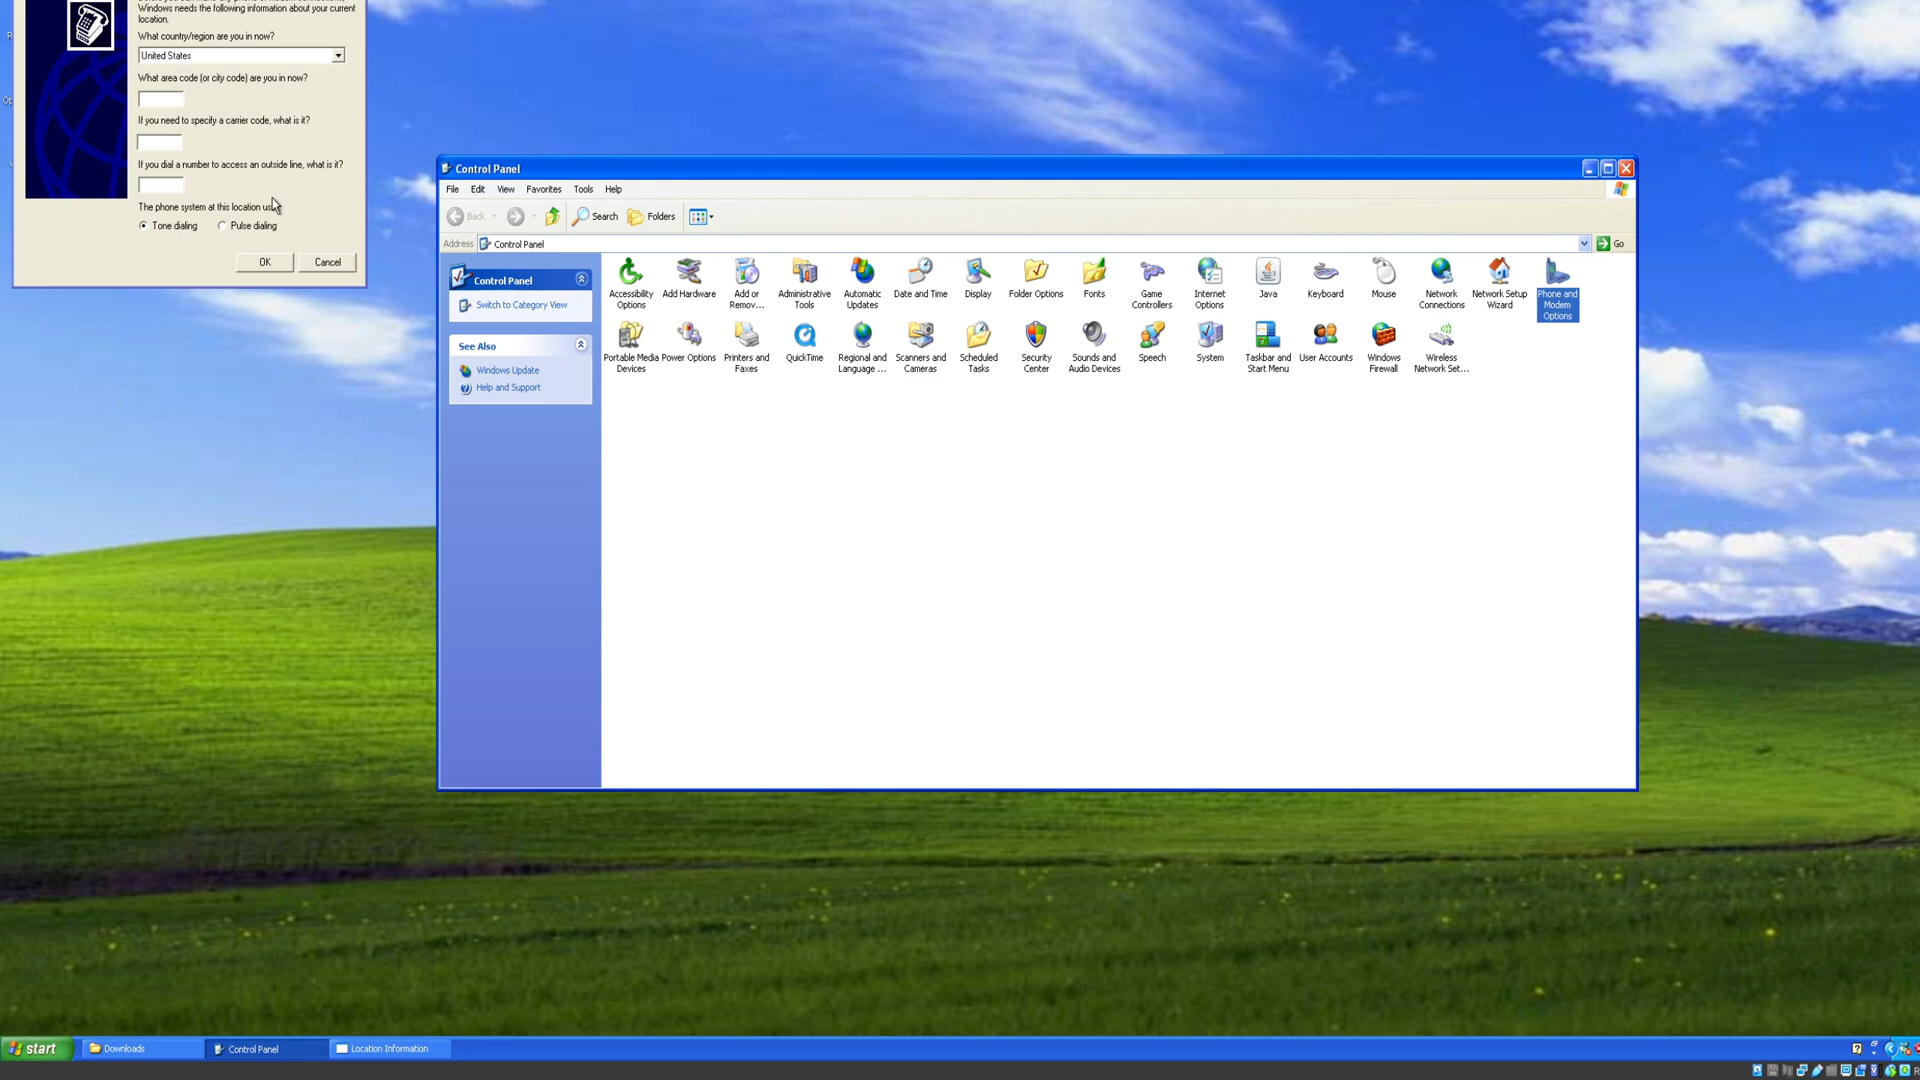 Windows needs the following information about your current
location.
What country/region are you in now?
United States
What area code (or city code) are you in now?
If you need to specify a carrier code, what is it?
If you dial a number to access an outside line, what is it?
The phone system at this location
Tone dialing
Pulse dialing
OK
Cancel
Control Panel
File Edit View Favorites Tools Help
Back Search Folders
Address Control Panel Go
Control Panel
Switch to Category View
See Also
Windows Update
Help and Support
Accessibility
Options
Add Hardware
Add or
Remov...
Administrative
Tools
Automatic
Updates
Date and Time
Display
Folder Options
Fonts
Game
Controllers
Internet
Options
Java
Keyboard
Mouse
Network
Connections
Network Setup
Wizard
Phone and
Modem
Options
Portable Media
Devices
Power Options
Printers and
Faxes
QuickTime
Regional and
Language ...
Scanners and
Cameras
Scheduled
Tasks
Security
Center
Sounds and
Audio Devices
Speech
System
Taskbar and
Start Menu
User Accounts
Windows
Firewall
Wireless
Network Set...
start
Downloads
Control Panel
Location Information